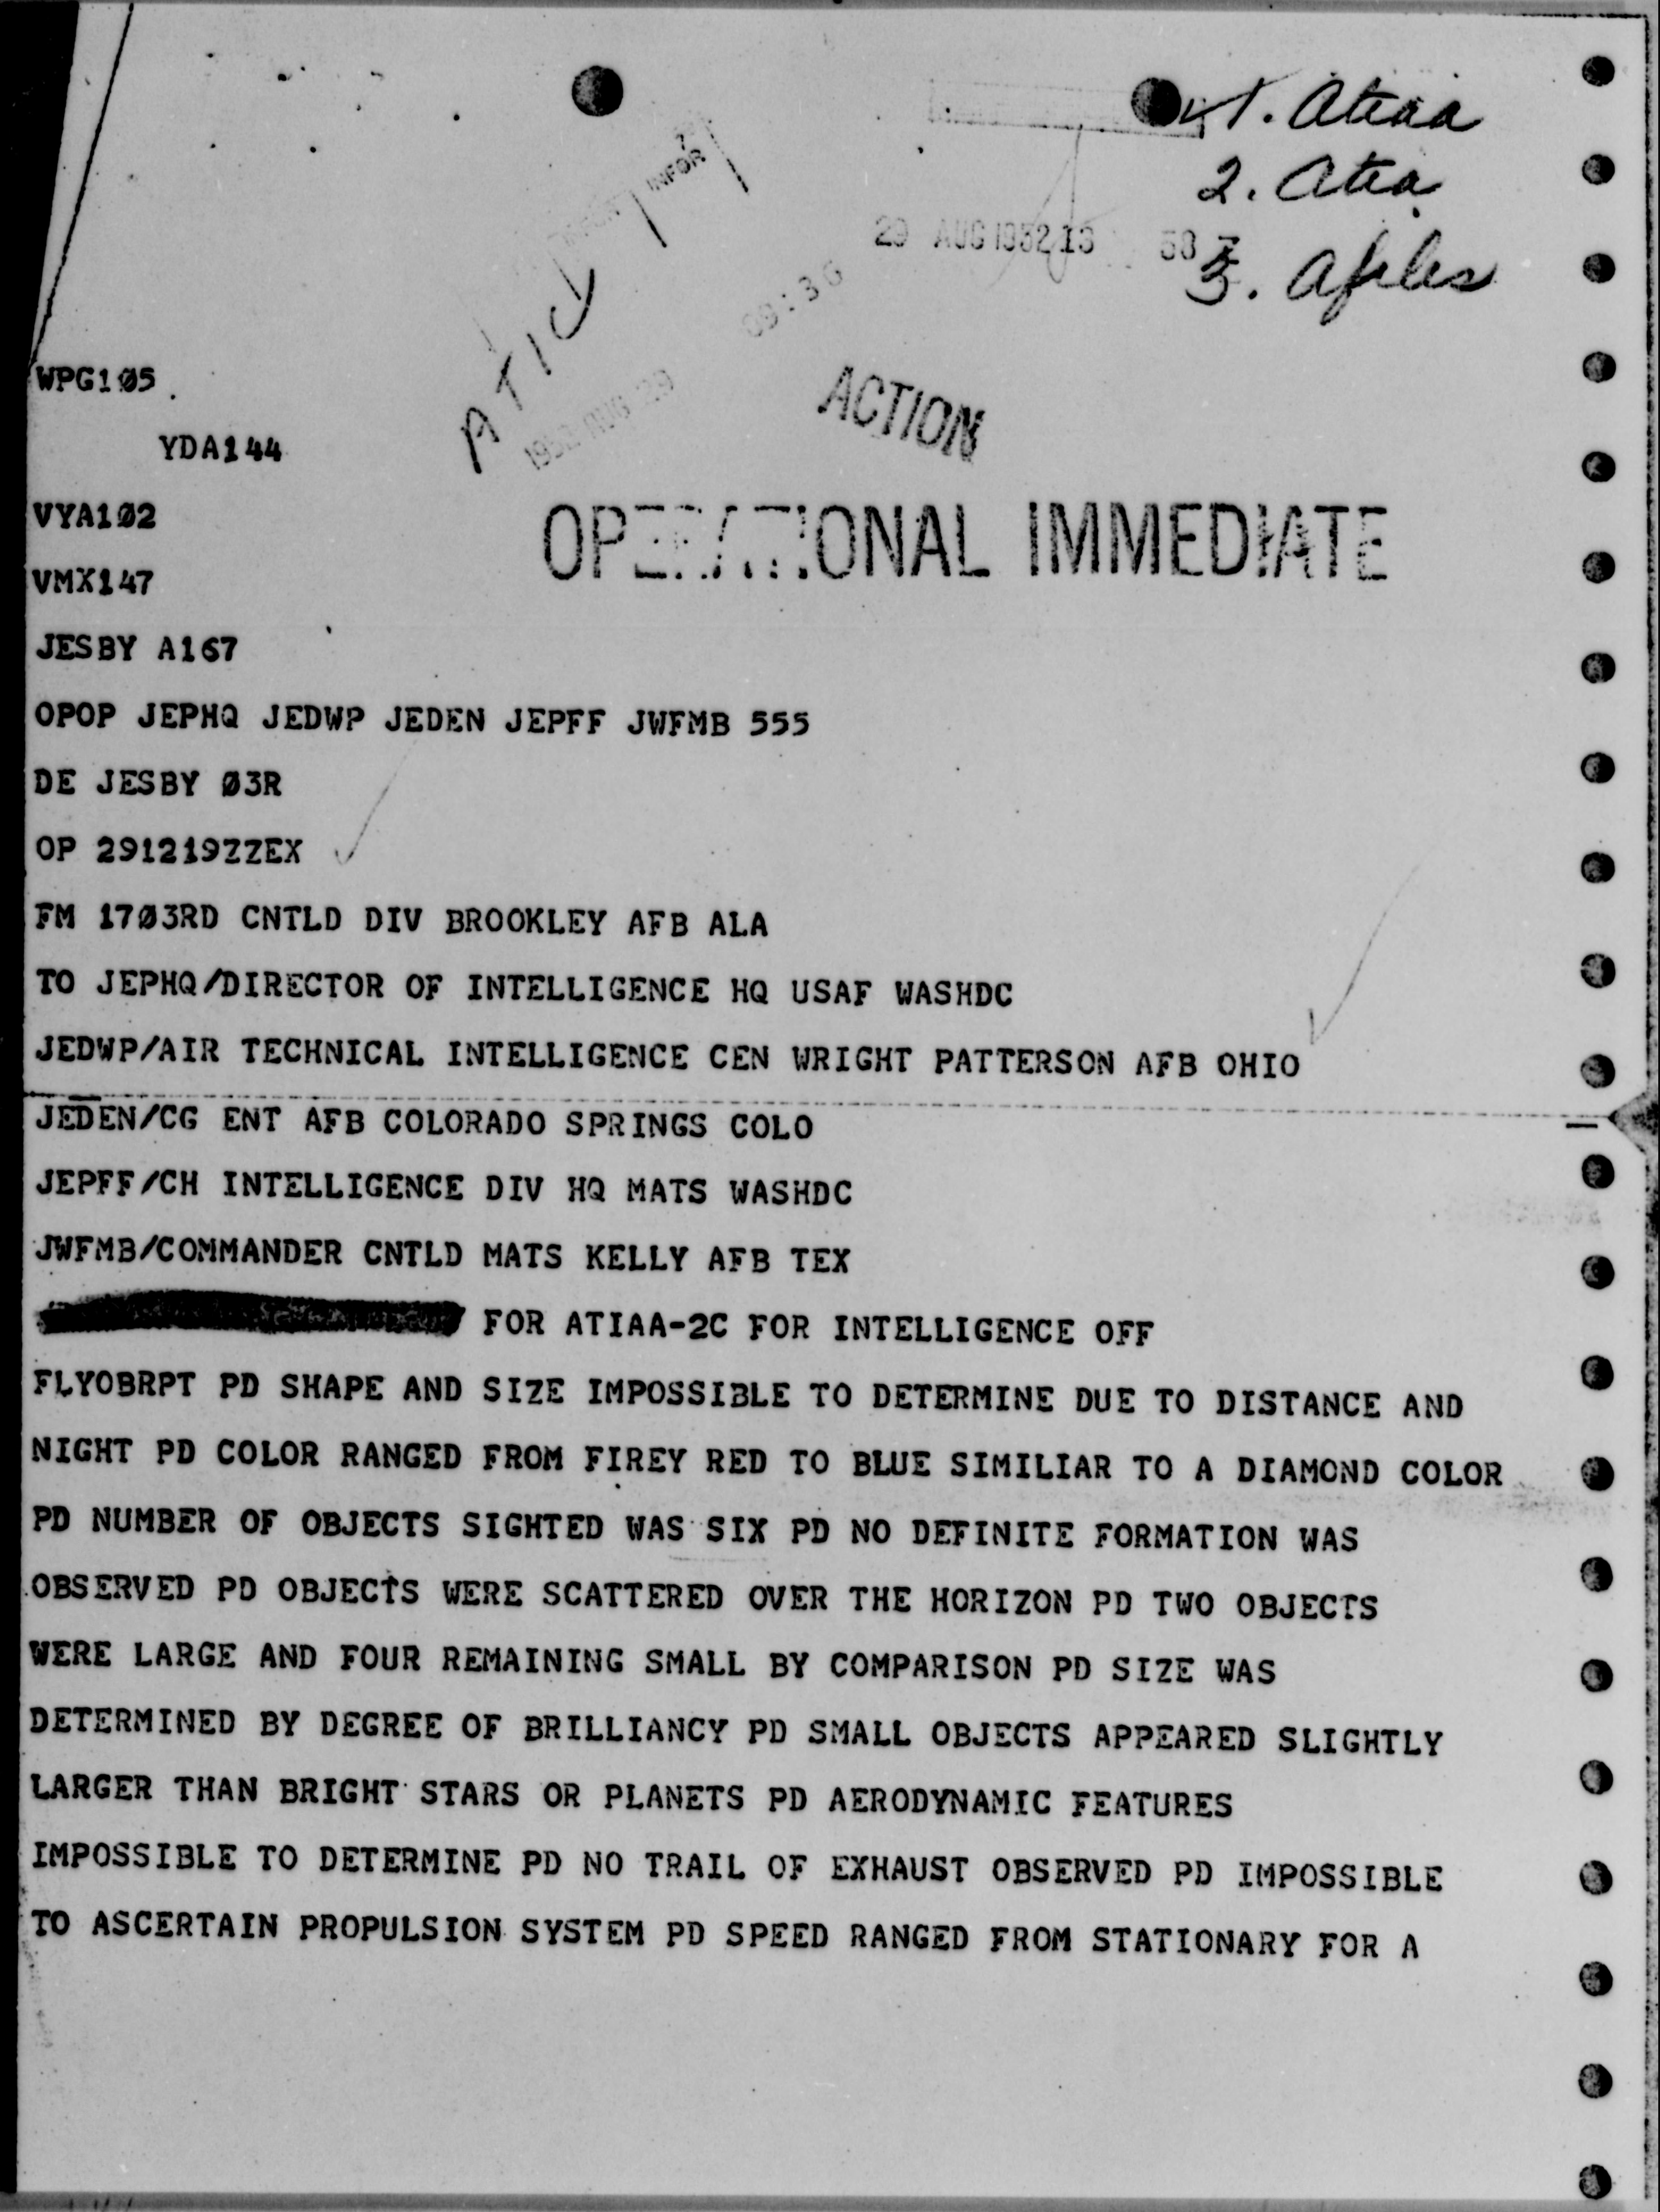 1. Atiaa
2. Atia
3. Afiles
INFOR
29 AUG 1952 13 58 Z
09:30
ATIC
1952 AUG 29
ACTION
WPG1Ø5
YDA144
VYA1Ø2
OPERATIONAL IMMEDIATE
VMX147
JESBY A167
OPOP JEPHQ JEDWP JEDEN JEPFF JWFMB 555
DE JESBY Ø3R
OP 291219ZZEX
FM 17Ø3RD CNTLD DIV BROOKLEY AFB ALA
TO JEPHQ/DIRECTOR OF INTELLIGENCE HQ USAF WASHDC
JEDWP/AIR TECHNICAL INTELLIGENCE CEN WRIGHT PATTERSON AFB OHIO
JEDEN/CG ENT AFB COLORADO SPRINGS COLO
JEPFF/CH INTELLIGENCE DIV HQ MATS WASHDC
JWFMB/COMMANDER CNTLD MATS KELLY AFB TEX
FOR ATIAA-2C FOR INTELLIGENCE OFF
FLYOBRPT PD SHAPE AND SIZE IMPOSSIBLE TO DETERMINE DUE TO DISTANCE AND
NIGHT PD COLOR RANGED FROM FIREY RED TO BLUE SIMILIAR TO A DIAMOND COLOR
PD NUMBER OF OBJECTS SIGHTED WAS SIX PD NO DEFINITE FORMATION WAS
OBSERVED PD OBJECTS WERE SCATTERED OVER THE HORIZON PD TWO OBJECTS
WERE LARGE AND FOUR REMAINING SMALL BY COMPARISON PD SIZE WAS
DETERMINED BY DEGREE OF BRILLIANCY PD SMALL OBJECTS APPEARED SLIGHTLY
LARGER THAN BRIGHT STARS OR PLANETS PD AERODYNAMIC FEATURES
IMPOSSIBLE TO DETERMINE PD NO TRAIL OF EXHAUST OBSERVED PD IMPOSSIBLE
TO ASCERTAIN PROPULSION SYSTEM PD SPEED RANGED FROM STATIONARY FOR A